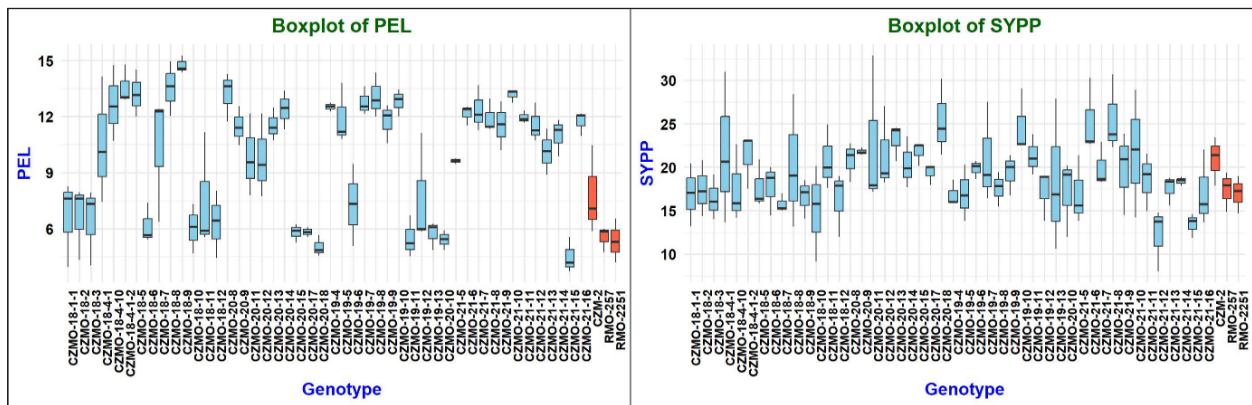 Boxplot of PEL
PEL
15
12
9
6
CZMO-18-1-1
CZMO-18-2
CZMO-18-3
CZMO-18-4-1
CZMO-18-4-10
CZMO-18-4-1-2
CZMO-18-5
CZMO-18-6
CZMO-18-7
CZMO-18-8
CZMO-18-9
CZMO-18-10
CZMO-18-11
CZMO-18-12
CZMO-20-8
CZMO-20-9
CZMO-20-11
CZMO-20-12
CZMO-20-13
CZMO-20-14
CZMO-20-15
CZMO-20-17
CZMO-20-18
CZMO-19-4
CZMO-19-5
CZMO-19-6
CZMO-19-7
CZMO-19-8
CZMO-19-9
CZMO-19-10
CZMO-19-11
CZMO-19-12
CZMO-19-13
CZMO-20-10
CZMO-21-5
CZMO-21-6
CZMO-21-7
CZMO-21-9
CZMO-21-10
CZMO-21-11
CZMO-21-12
CZMO-21-13
CZMO-21-14
CZMO-21-15
CZMO-21-16
CZM-2
RMO-257
RMO-2251
Genotype
Boxplot of SYPP
SYPP
30
25
20
15
CZMO-18-1-1
CZMO-18-2
CZMO-18-3
CZMO-18-4-1
CZMO-18-4-10
CZMO-18-4-1-2
CZMO-18-5
CZMO-18-6
CZMO-18-7
CZMO-18-8
CZMO-18-9
CZMO-18-10
CZMO-18-11
CZMO-18-12
CZMO-20-8
CZMO-20-9
CZMO-20-11
CZMO-20-12
CZMO-20-13
CZMO-20-14
CZMO-20-15
CZMO-20-17
CZMO-20-18
CZMO-19-4
CZMO-19-5
CZMO-19-6
CZMO-19-7
CZMO-19-8
CZMO-19-9
CZMO-19-10
CZMO-19-11
CZMO-19-12
CZMO-19-13
CZMO-20-10
CZMO-21-5
CZMO-21-6
CZMO-21-7
CZMO-21-9
CZMO-21-10
CZMO-21-11
CZMO-21-12
CZMO-21-13
CZMO-21-14
CZMO-21-15
CZMO-21-16
CZM-2
RMO-257
RMO-2251
Genotype